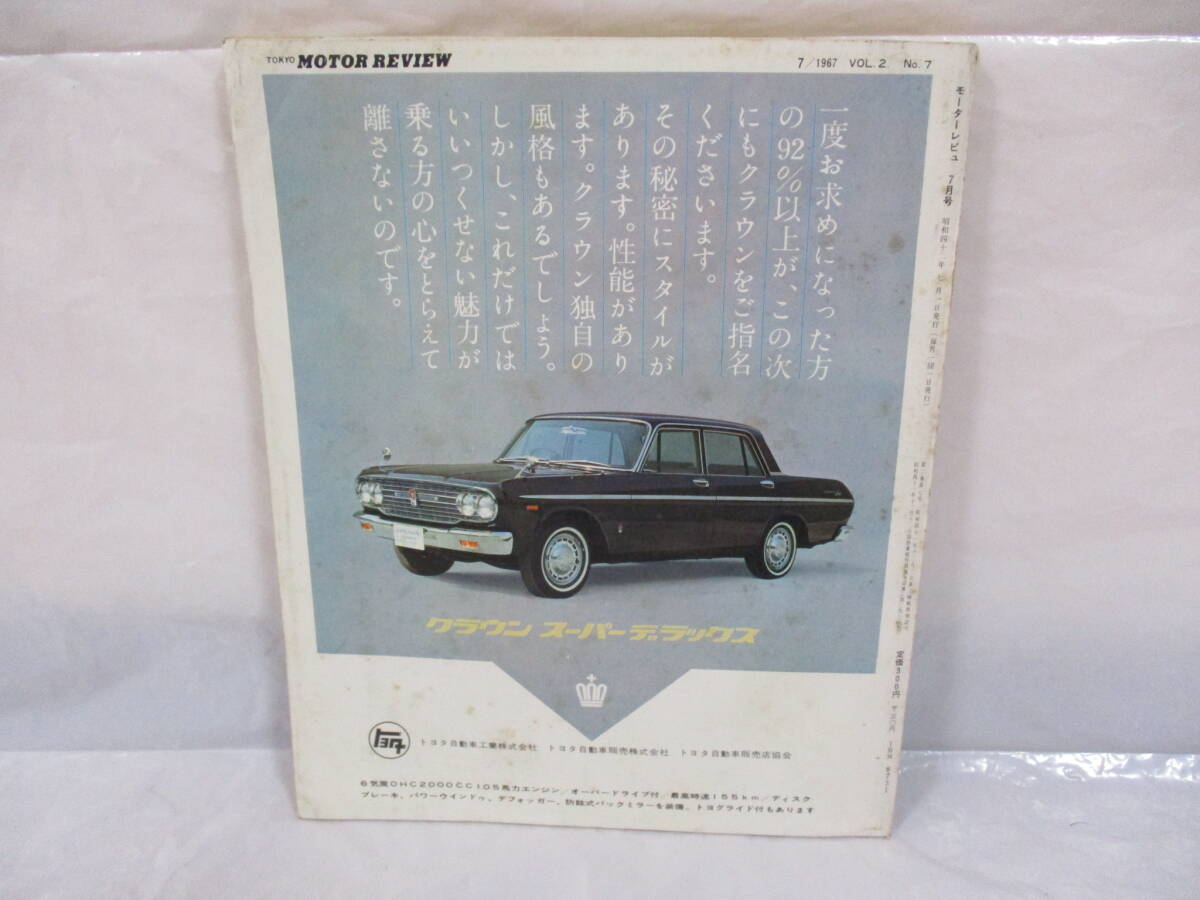 TOKYO MOTOR REVIEW
7/1967 VOL.2 No.7
一度お求めになった方
の92%以上が、この次
にもクラウンをご指名
くださいます。
その秘密にスタイルが
あります。性能があり
ます。クラウン独自の
風格もあるでしょう。
しかし、これだけでは
いいつくせない魅力が
乗る方の心をとらえて
離さないのです。
クラウン スーパーデラックス
トヨタ
トヨタ自動車工業株式会社 トヨタ自動車販売株式会社 トヨタ自動車販売店協会
6気筒OHC2000CC105馬力エンジン/オーバードライブ付/最高時速155km/ディスク
ブレーキ、パワーウインドゥ、デフォッガー、防眩式バックミラーを装備、トヨグライド付もあります
モーターレビュ 7月号
定価300円